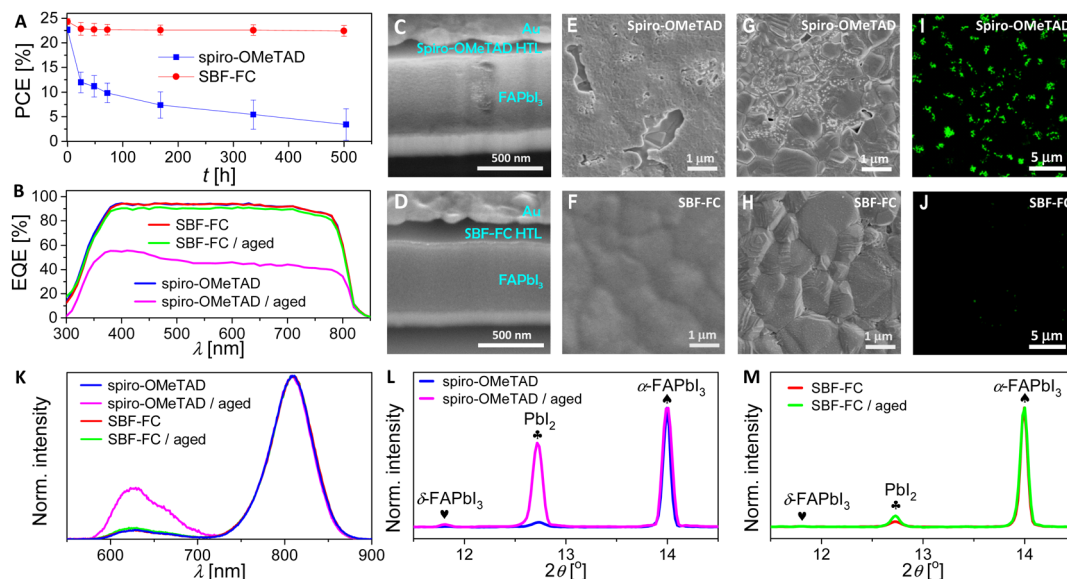 A
25
20
15
10
5
0
PCE [%]
spiro-OMeTAD
SBF-FC
0 100 200 300 400 500
t [h]
B
100
80
60
40
20
0
EQE [%]
SBF-FC
SBF-FC / aged
spiro-OMeTAD
spiro-OMeTAD / aged
300 400 500 600 700 800
λ [nm]
C
Au
Spiro-OMeTAD HTL
FAPbI3
500 nm
D
Au
SBF-FC HTL
FAPbI3
500 nm
E
Spiro-OMeTAD
1 µm
F
SBF-FC
1 µm
G
Spiro-OMeTAD
1 µm
H
SBF-FC
1 µm
I
Spiro-OMeTAD
5 µm
J
SBF-FC
5 µm
K
spiro-OMeTAD
spiro-OMeTAD / aged
SBF-FC
SBF-FC / aged
Norm. intensity
600 700 800 900
λ [nm]
L
spiro-OMeTAD
spiro-OMeTAD / aged
α-FAPbI3
♠
PbI2
♣
δ-FAPbI3
♥
Norm. intensity
12 13 14
2θ [°]
M
SBF-FC
SBF-FC / aged
α-FAPbI3
♠
PbI2
♣
δ-FAPbI3
♥
Norm. intensity
12 13 14
2θ [°]